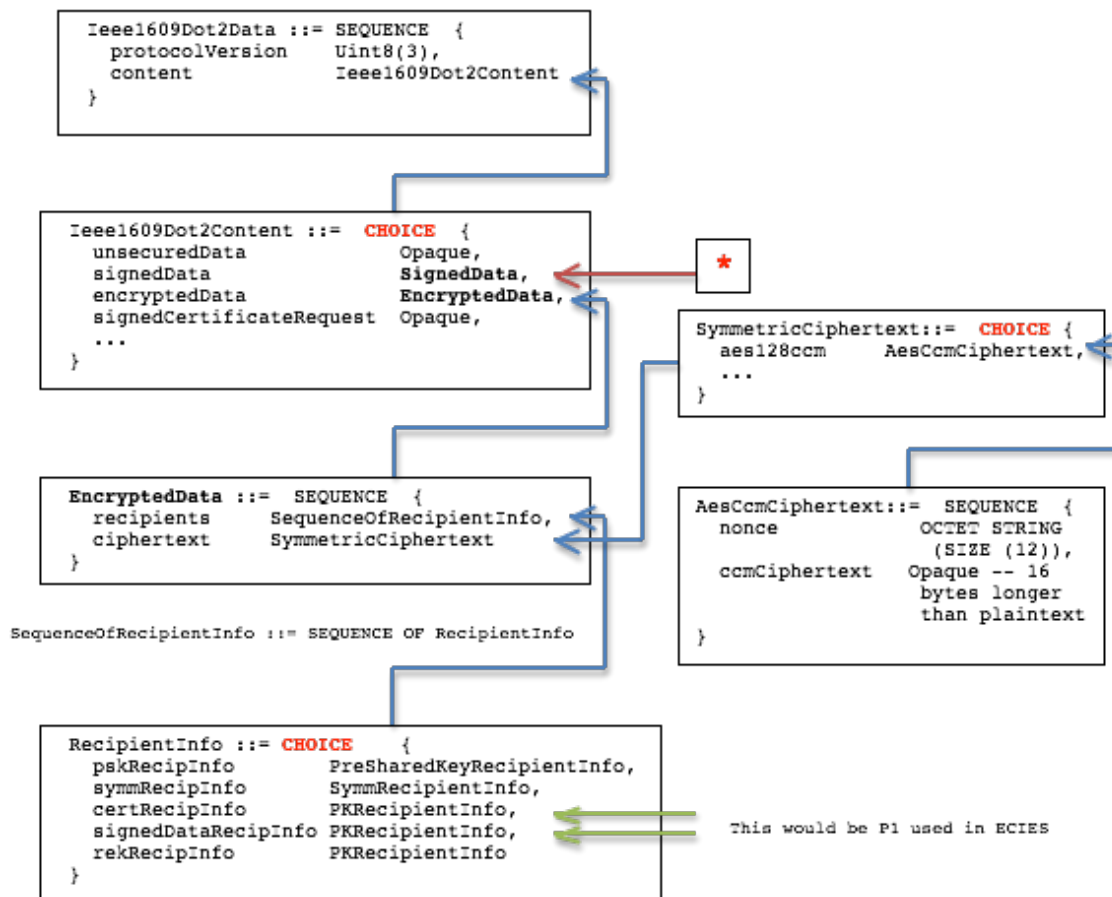 Ieee1609Dot2Data ::= SEQUENCE {
protocolVersion Uint8(3),
content Ieee1609Dot2Content
}
Ieee1609Dot2Content ::= CHOICE {
unsecuredData Opaque,
signedData SignedData,
encryptedData EncryptedData,
signedCertificateRequest Opaque,
...
}
*
SymmetricCiphertext::= CHOICE {
aes128ccm AesCcmCiphertext,
...
}
EncryptedData ::= SEQUENCE {
recipients SequenceOfRecipientInfo,
ciphertext SymmetricCiphertext
}
AesCcmCiphertext::= SEQUENCE {
nonce OCTET STRING
(SIZE (12)),
ccmCiphertext Opaque -- 16
bytes longer
than plaintext
}
SequenceOfRecipientInfo ::= SEQUENCE OF RecipientInfo
RecipientInfo ::= CHOICE {
pskRecipInfo PreSharedKeyRecipientInfo,
symmRecipInfo SymmRecipientInfo,
certRecipInfo PKRecipientInfo,
signedDataRecipInfo PKRecipientInfo,
rekRecipInfo PKRecipientInfo
}
This would be P1 used in ECIES